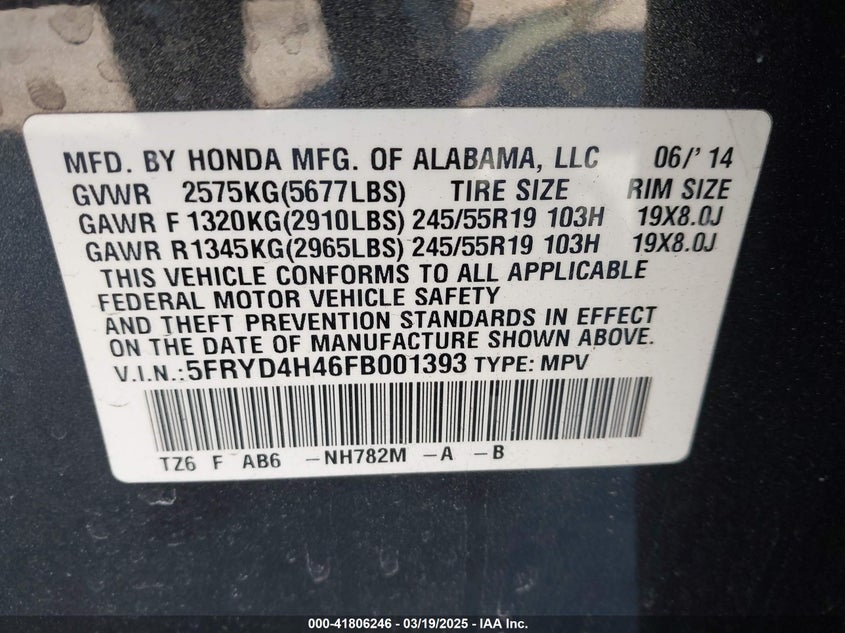 MFD. BY HONDA MFG. OF ALABAMA, LLC 06/' 14
GVWR 2575KG(5677LBS) TIRE SIZE RIM SIZE
GAWR F 1320KG(2910LBS) 245/55R19 103H 19X8.0J
GAWR R1345KG(2965LBS) 245/55R19 103H 19X8.0J
THIS VEHICLE CONFORMS TO ALL APPLICABLE
FEDERAL MOTOR VEHICLE SAFETY
AND THEFT PREVENTION STANDARDS IN EFFECT
ON THE DATE OF MANUFACTURE SHOWN ABOVE.
V.I.N.:5FRYD4H46FB001393 TYPE: MPV
TZ6 F AB6 -NH782M -A -B
000-41806246 - 03/19/2025 - IAA Inc.